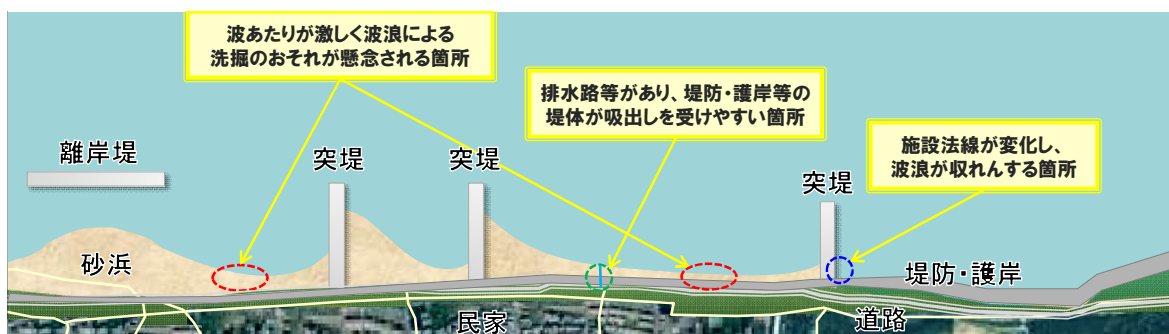 波あたりが激しく波浪による
洗掘のおそれが懸念される箇所
排水路等があり、堤防・護岸等の
堤体が吸出しを受けやすい箇所
施設法線が変化し、
波浪が収れんする箇所
離岸堤
突堤
突堤
突堤
砂浜
堤防・護岸
民家
道路